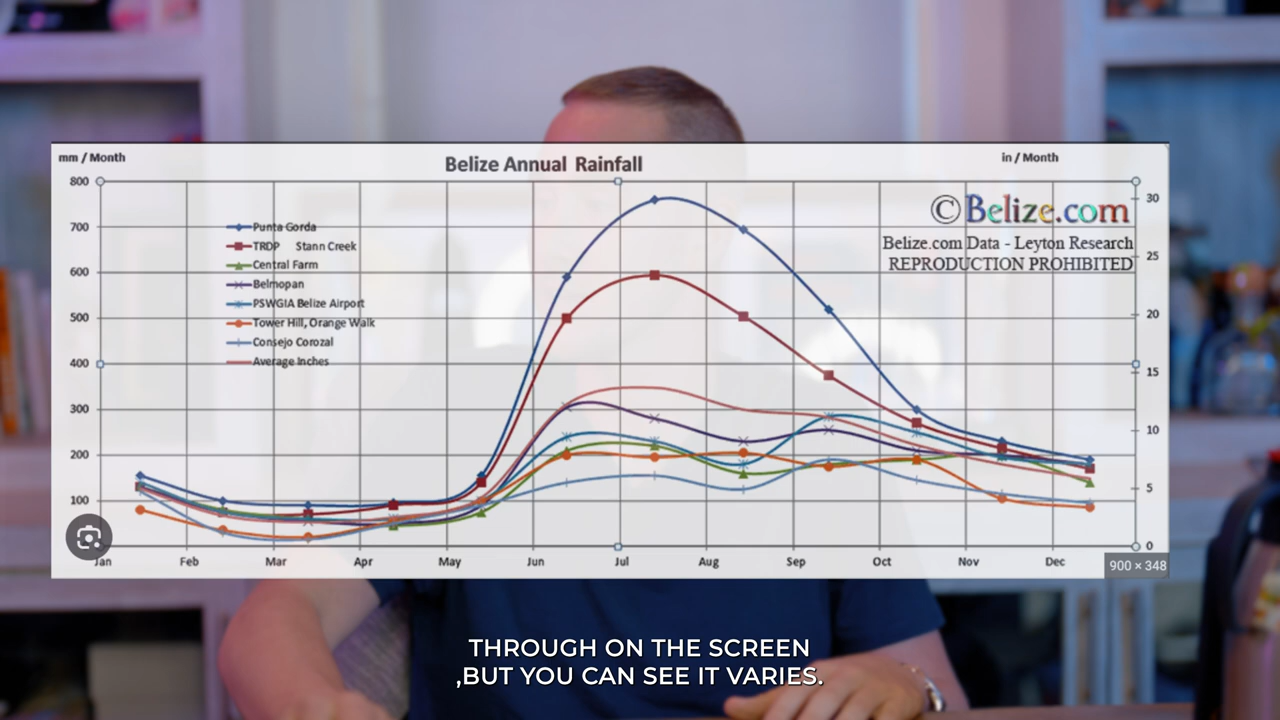 mm / Month
Belize Annual Rainfall
in / Month
800
700
600
500
400
300
200
100
30
25
20
15
10
5
0
Punta Gorda
TRDP Stann Creek
Central Farm
Belmopan
PSWGIA Belize Airport
Tower Hill, Orange Walk
Consejo Corozal
Average Inches
© Belize.com
Belize.com Data - Leyton Research
REPRODUCTION PROHIBITED
Jan Feb Mar Apr May Jun Jul Aug Sep Oct Nov Dec
900 × 348
THROUGH ON THE SCREEN
,BUT YOU CAN SEE IT VARIES.